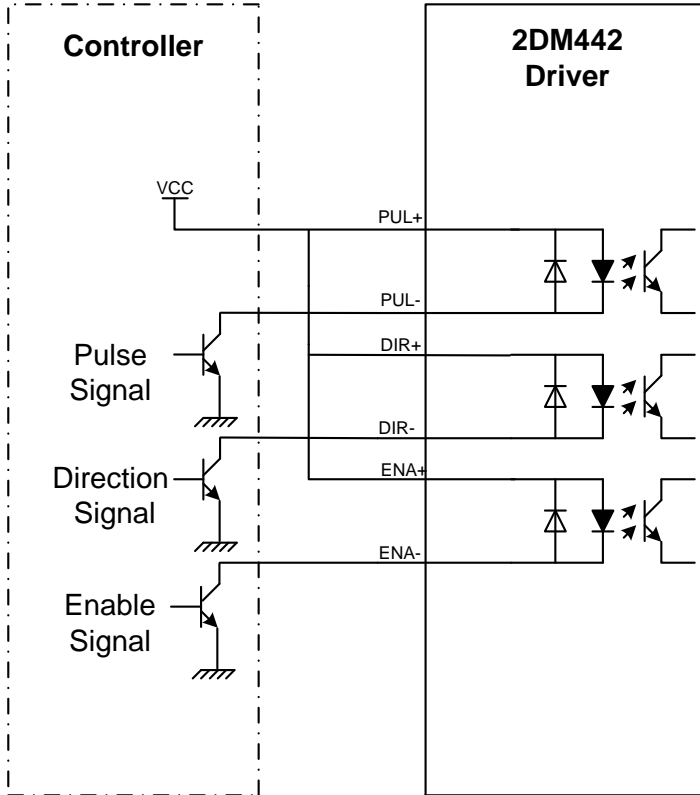 Controller
2DM442
Driver
VCC
PUL+
PUL-
Pulse
Signal
DIR+
DIR-
Direction
Signal
ENA+
ENA-
Enable
Signal